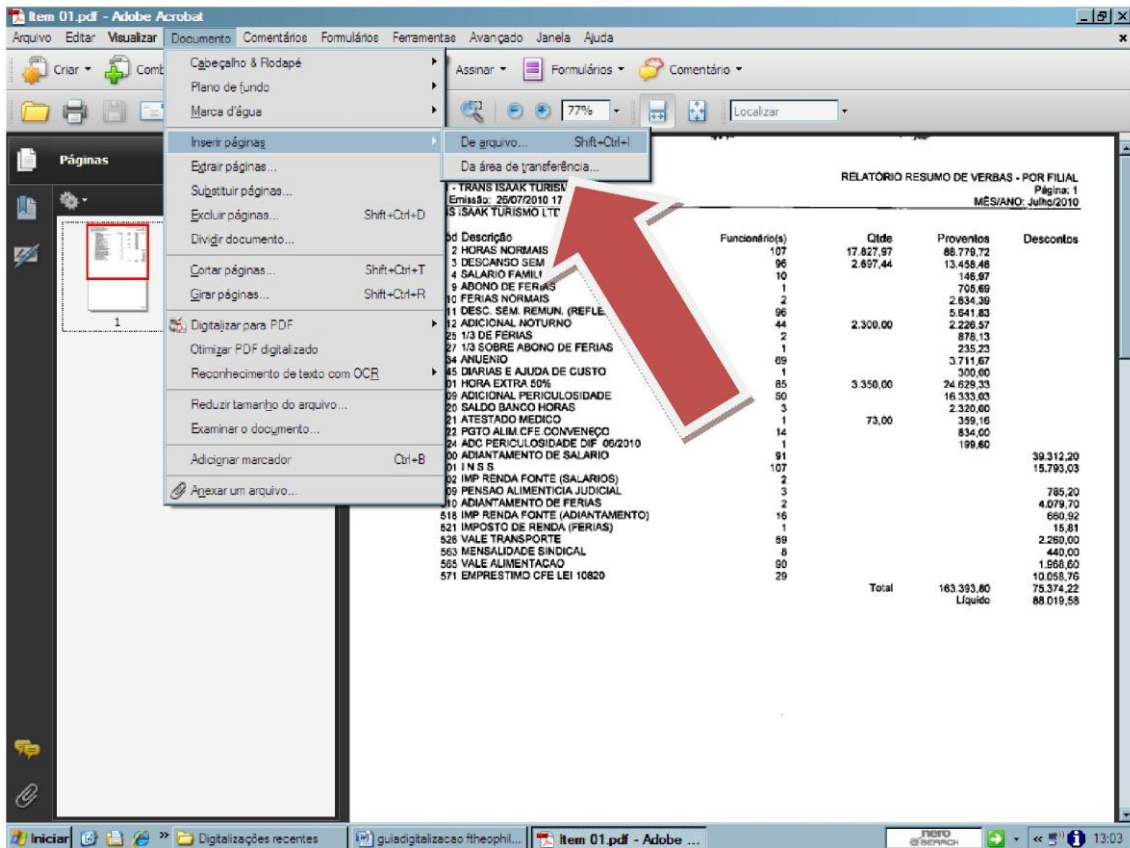 Item 01.pdf - Adobe Acrobat
Arquivo Editar Visualizar Documento Comentários Formulários Ferramentas Avançado Janela Ajuda
Criar Comb Assinar Formulários Comentário
77% Localizar
Páginas
1
Cabeçalho & Rodapé
Plano de fundo
Marca d'água
Inserir páginas
Extrair páginas...
Substituir páginas...
Excluir páginas... Shift+Ctrl+D
Dividir documento...
Cortar páginas... Shift+Ctrl+T
Girar páginas... Shift+Ctrl+R
Digitalizar para PDF
Otimizar PDF digitalizado
Reconhecimento de texto com OCR
Reduzir tamanho do arquivo...
Examinar o documento...
Adicionar marcador Ctrl+B
Anexar um arquivo...
De arquivo... Shift+Ctrl+I
Da área de transferência...
RELATÓRIO RESUMO DE VERBAS - POR FILIAL
- TRANS ISAAK TURISM Página: 1
Emissão: 26/07/2010 17 MÊS/ANO: Julho/2010
IS ISAAK TURISMO LTD
od Descrição Funcionário(s) Qtde Proventos Descontos
2 HORAS NORMAIS 107 17.827,97 88.779,72
3 DESCANSO SEM 96 2.697,44 13.458,48
4 SALARIO FAMILI 10 146,97
9 ABONO DE FERIAS 1 705,69
10 FERIAS NORMAIS 2 2.634,39
11 DESC. SEM. REMUN. (REFLE 96 5.641,83
12 ADICIONAL NOTURNO 44 2.300,00 2.226,57
25 1/3 DE FERIAS 2 878,13
27 1/3 SOBRE ABONO DE FERIAS 1 235,23
34 ANUENIO 69 3.711,67
45 DIARIAS E AJUDA DE CUSTO 1 300,00
01 HORA EXTRA 50% 85 3.350,00 24.629,33
09 ADICIONAL PERICULOSIDADE 50 16.333,03
20 SALDO BANCO HORAS 3 2.320,00
21 ATESTADO MEDICO 1 73,00 359,16
22 PGTO ALIM.CFE.CONVENEÇO 14 834,00
24 ADC PERICULOSIDADE DIF 06/2010 1 199,60
00 ADIANTAMENTO DE SALARIO 91 39.312,20
01 I N S S 107 15.793,03
02 IMP RENDA FONTE (SALARIOS) 2
09 PENSAO ALIMENTICIA JUDICIAL 3 785,20
510 ADIANTAMENTO DE FERIAS 2 4.079,70
516 IMP RENDA FONTE (ADIANTAMENTO) 16 660,92
521 IMPOSTO DE RENDA (FERIAS) 1 15,81
526 VALE TRANSPORTE 59 2.260,00
563 MENSALIDADE SINDICAL 8 440,00
565 VALE ALIMENTACAO 90 1.968,60
571 EMPRESTIMO CFE LEI 10820 29 10.058,76
Total 163.393,80 75.374,22
Líquido 88.019,58
Iniciar Digitalizações recentes guiadigitalizacao ftheophil... Item 01.pdf - Adobe ... nero SEARCH 13:03